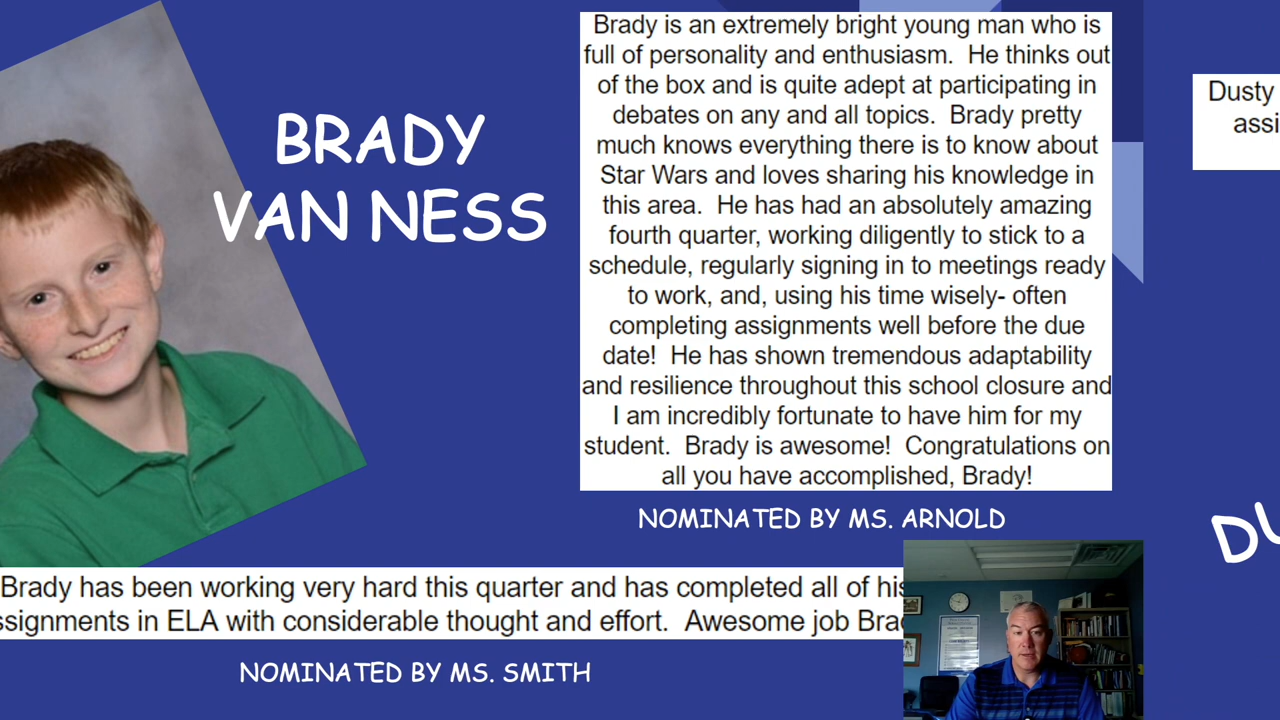 BRADY
VAN NESS
Brady is an extremely bright young man who is
full of personality and enthusiasm.  He thinks out
of the box and is quite adept at participating in
debates on any and all topics.  Brady pretty
much knows everything there is to know about
Star Wars and loves sharing his knowledge in
this area.  He has had an absolutely amazing
fourth quarter, working diligently to stick to a
schedule, regularly signing in to meetings ready
to work, and, using his time wisely- often
completing assignments well before the due
date!  He has shown tremendous adaptability
and resilience throughout this school closure and
I am incredibly fortunate to have him for my
student.  Brady is awesome!  Congratulations on
all you have accomplished, Brady!
NOMINATED BY MS. ARNOLD
Brady has been working very hard this quarter and has completed all of his
ssignments in ELA with considerable thought and effort.  Awesome job Brad
NOMINATED BY MS. SMITH
Dusty
assi
DU